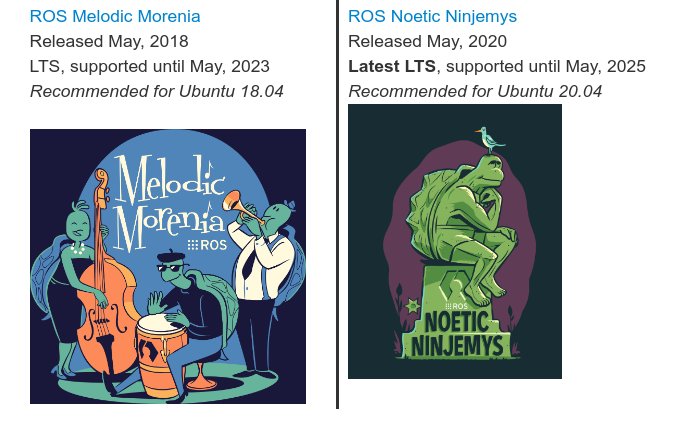 ROS Melodic Morenia
Released May, 2018
LTS, supported until May, 2023
Recommended for Ubuntu 18.04
Melodic
Morenia
ROS
ROS Noetic Ninjemys
Released May, 2020
Latest LTS, supported until May, 2025
Recommended for Ubuntu 20.04
ROS
NOETIC
NINJEMYS